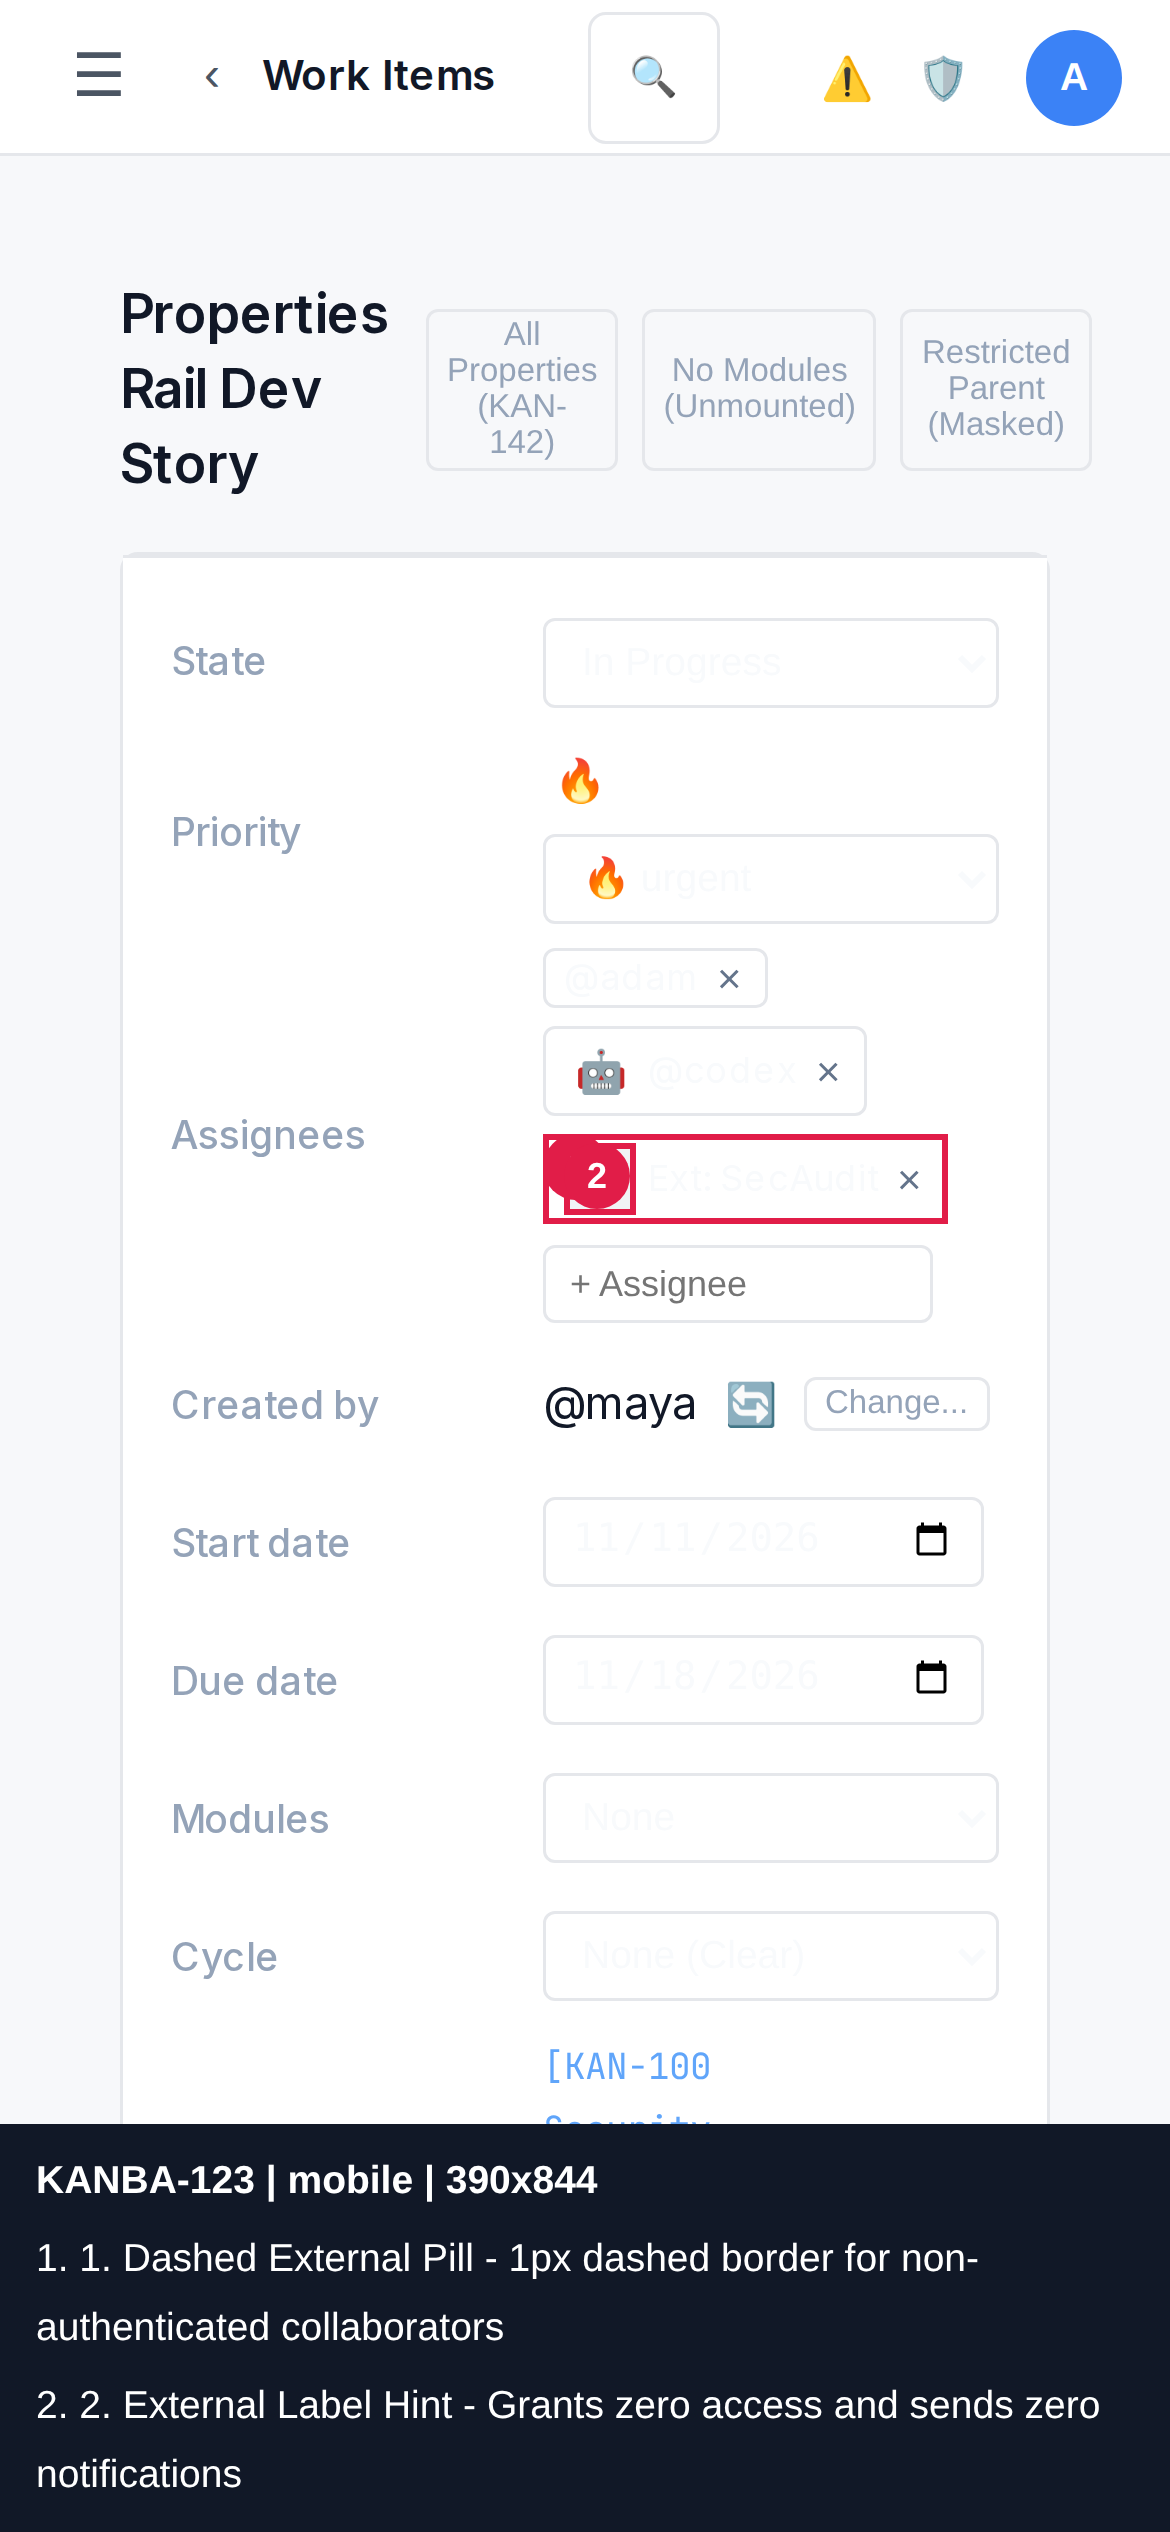 Work Items
A
Properties
Rail Dev
Story
All
Properties
(KAN-
142)
No Modules
(Unmounted)
Restricted
Parent
(Masked)
State
In Progress
Priority
urgent
@adam ×
@codex ×
Assignees
2
Ext: SecAudit ×
+ Assignee
Created by
@maya
Change...
Start date
11/11/2026
Due date
11/18/2026
Modules
None
Cycle
None (Clear)
[KAN-100
KANBA-123 | mobile | 390x844
1. 1. Dashed External Pill - 1px dashed border for non-
authenticated collaborators
2. 2. External Label Hint - Grants zero access and sends zero
notifications